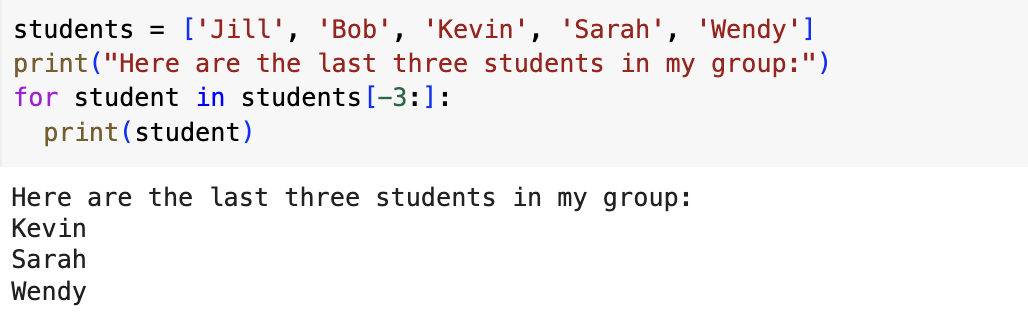 students = ['Jill', 'Bob', 'Kevin', 'Sarah', 'Wendy']
print("Here are the last three students in my group:")
for student in students[-3:]:
  print(student)
Here are the last three students in my group:
Kevin
Sarah
Wendy